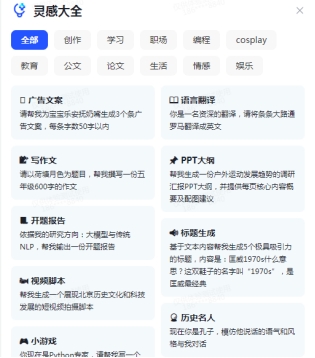 灵感大全
全部
创作
学习
职场
编程
cosplay
教育
公文
论文
生活
情感
娱乐
广告文案
请帮我为宝宝乐安抚奶嘴生成3个条广
告文案，每条字数50字以内
语言翻译
你是一名资深的翻译，请将条条大路通
罗马翻译成英文
写作文
请以荷塘月色为题目，帮我撰写一份五
年级600字的作文
PPT大纲
帮我生成一份户外运动发展趋势的调研
汇报PPT大纲，并提供每页核心内容概
要及配图建议
开题报告
依据我的研究方向：大模型与传统
NLP，帮我输出一份开题报告
标题生成
基于文本内容帮我生成5个极具吸引力
的标题，内容是：匡威1970s什么意
思？这双鞋子的名字叫“1970s”，是
匡威最经典
视频脚本
帮我生成一个展现北京历史文化和科技
发展的短视频拍摄脚本
历史名人
现在你是孔子，模仿他说话的语气和风
格与我对话
小游戏
你现在是Python专家，请帮我写一个